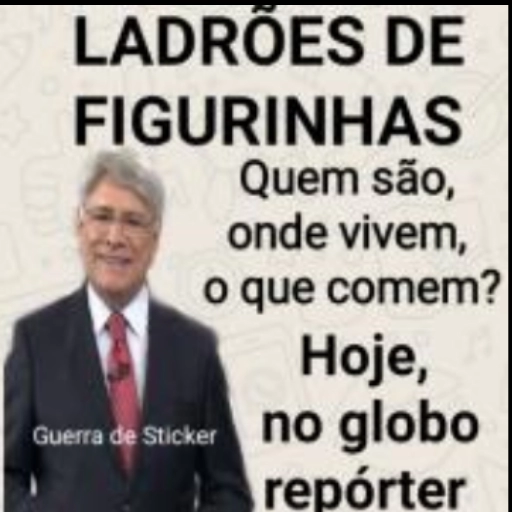 LADRÕES DE
FIGURINHAS
Quem são,
onde vivem,
o que comem?
Hoje,
no globo
repórter
Guerra de Sticker